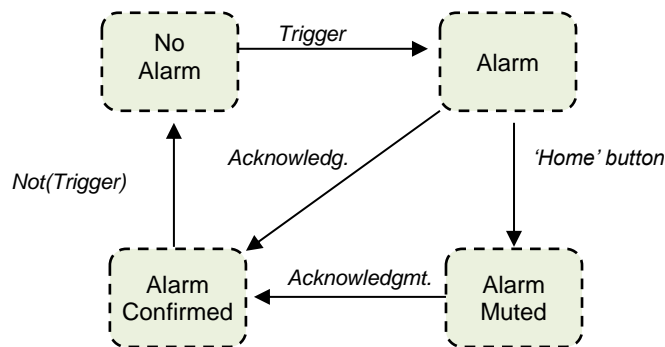 No
Alarm
Trigger
Alarm
Acknowledg.
‘Home’ button
Not(Trigger)
Alarm
Confirmed
Acknowledgmt.
Alarm
Muted